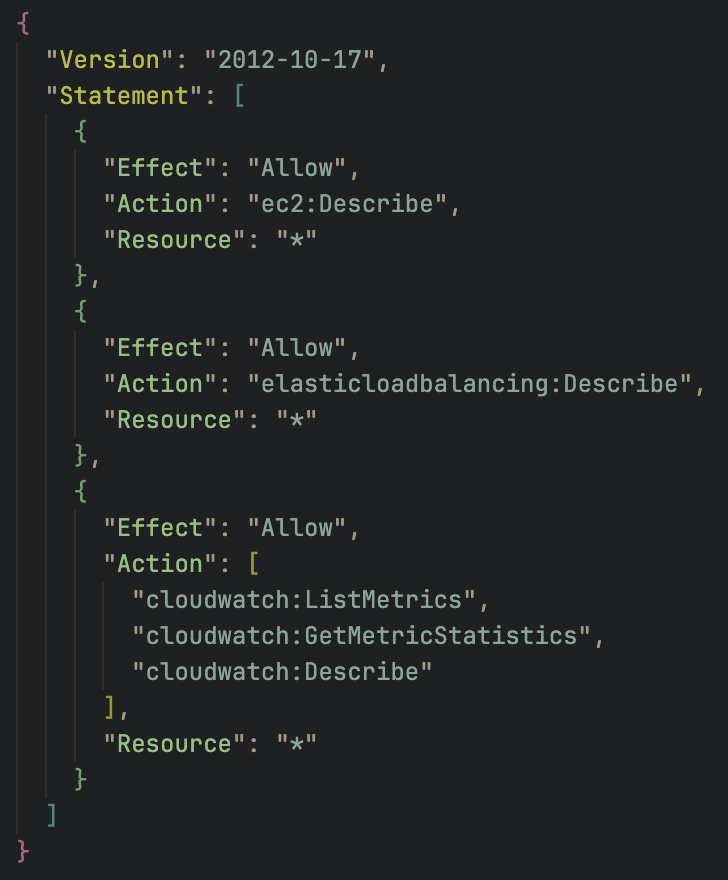 {
  "Version": "2012-10-17",
  "Statement": [
    {
      "Effect": "Allow",
      "Action": "ec2:Describe",
      "Resource": "*"
    },
    {
      "Effect": "Allow",
      "Action": "elasticloadbalancing:Describe",
      "Resource": "*"
    },
    {
      "Effect": "Allow",
      "Action": [
        "cloudwatch:ListMetrics",
        "cloudwatch:GetMetricStatistics",
        "cloudwatch:Describe"
      ],
      "Resource": "*"
    }
  ]
}